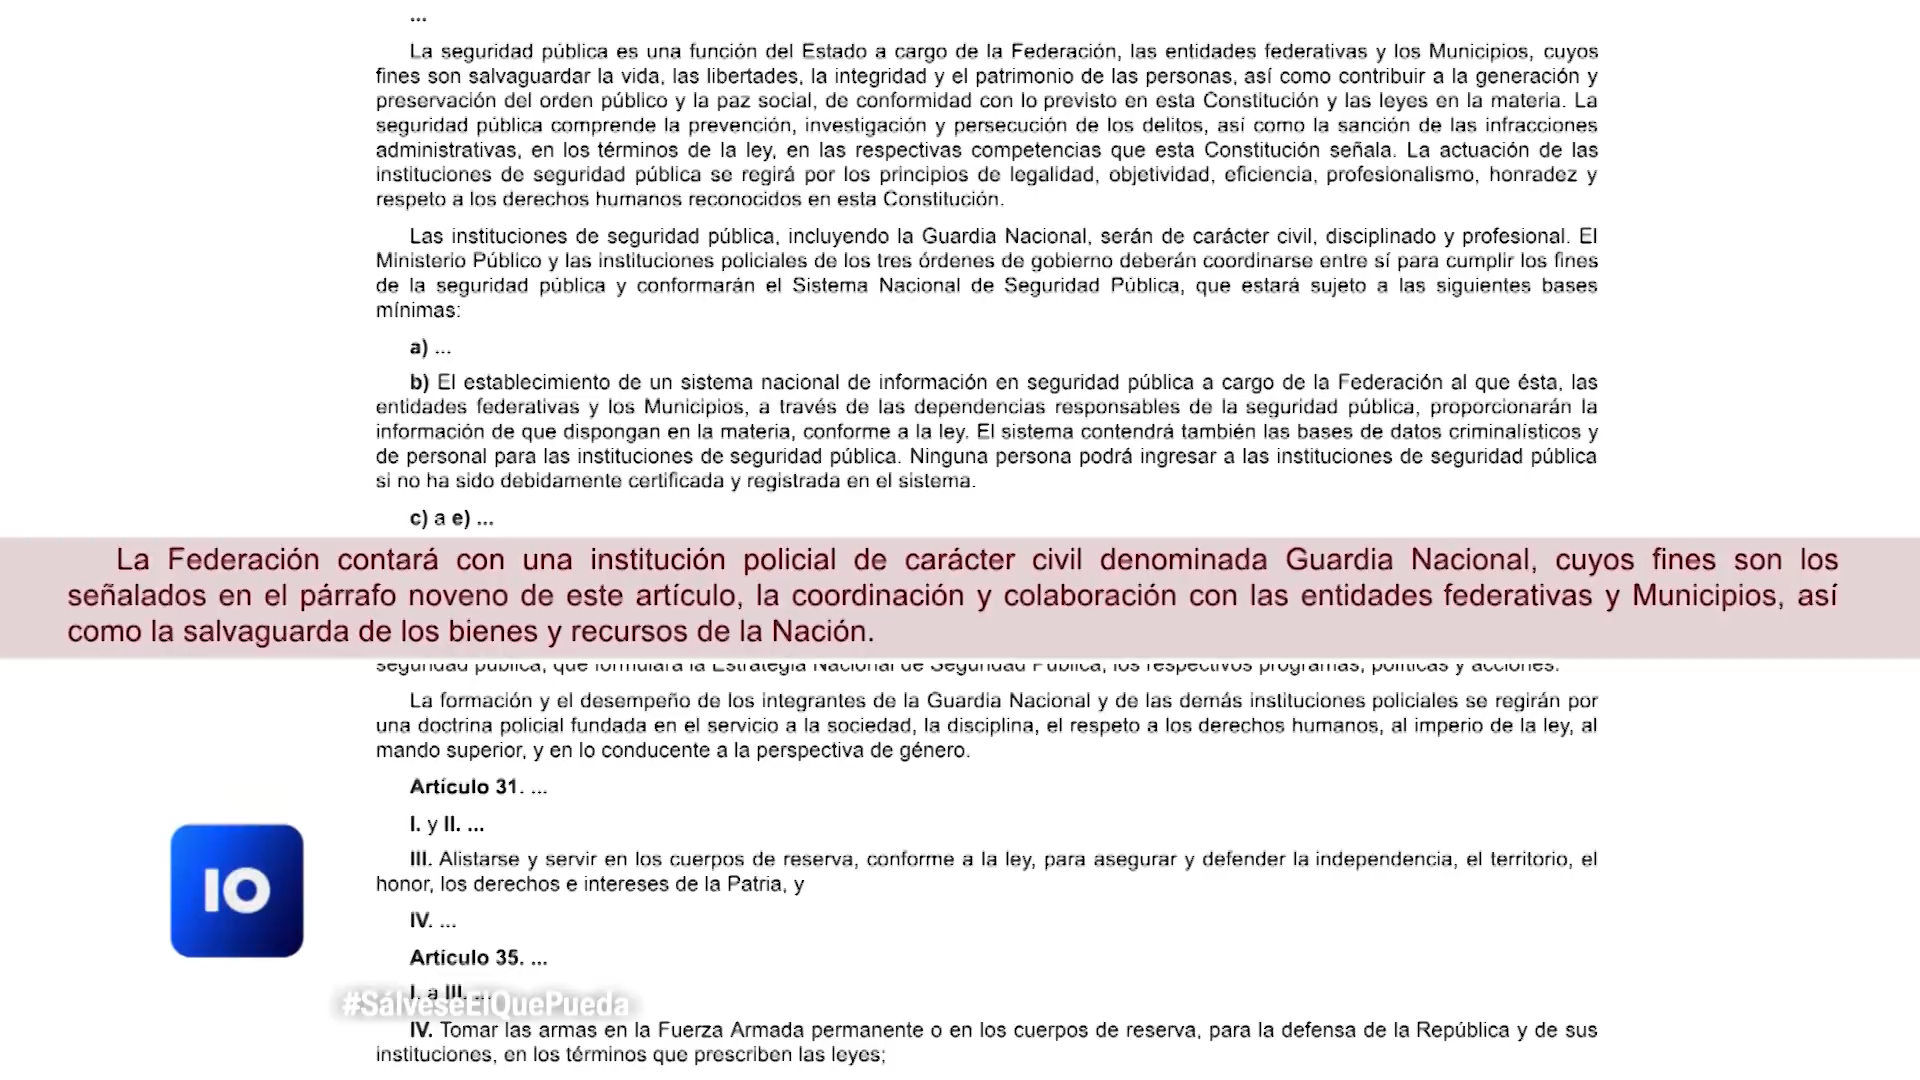 ...
La seguridad pública es una función del Estado a cargo de la Federación, las entidades federativas y los Municipios, cuyos
fines son salvaguardar la vida, las libertades, la integridad y el patrimonio de las personas, así como contribuir a la generación y
preservación del orden público y la paz social, de conformidad con lo previsto en esta Constitución y las leyes en la materia. La
seguridad pública comprende la prevención, investigación y persecución de los delitos, así como la sanción de las infracciones
administrativas, en los términos de la ley, en las respectivas competencias que esta Constitución señala. La actuación de las
instituciones de seguridad pública se regirá por los principios de legalidad, objetividad, eficiencia, profesionalismo, honradez y
respeto a los derechos humanos reconocidos en esta Constitución.
Las instituciones de seguridad pública, incluyendo la Guardia Nacional, serán de carácter civil, disciplinado y profesional. El
Ministerio Público y las instituciones policiales de los tres órdenes de gobierno deberán coordinarse entre sí para cumplir los fines
de la seguridad pública y conformarán el Sistema Nacional de Seguridad Pública, que estará sujeto a las siguientes bases
mínimas:
a) ...
b) El establecimiento de un sistema nacional de información en seguridad pública a cargo de la Federación al que ésta, las
entidades federativas y los Municipios, a través de las dependencias responsables de la seguridad pública, proporcionarán la
información de que dispongan en la materia, conforme a la ley. El sistema contendrá también las bases de datos criminalísticos y
de personal para las instituciones de seguridad pública. Ninguna persona podrá ingresar a las instituciones de seguridad pública
si no ha sido debidamente certificada y registrada en el sistema.
c) a e) ...
La Federación contará con una institución policial de carácter civil denominada Guardia Nacional, cuyos fines son los
señalados en el párrafo noveno de este artículo, la coordinación y colaboración con las entidades federativas y Municipios, así
como la salvaguarda de los bienes y recursos de la Nación.
seguridad pública, que formulará la Estrategia Nacional de Seguridad Pública, los respectivos programas, políticas y acciones.
La formación y el desempeño de los integrantes de la Guardia Nacional y de las demás instituciones policiales se regirán por
una doctrina policial fundada en el servicio a la sociedad, la disciplina, el respeto a los derechos humanos, al imperio de la ley, al
mando superior, y en lo conducente a la perspectiva de género.
Artículo 31. ...
I. y II. ...
III. Alistarse y servir en los cuerpos de reserva, conforme a la ley, para asegurar y defender la independencia, el territorio, el
honor, los derechos e intereses de la Patria, y
IV. ...
Artículo 35. ...
I. a III. ...
IV. Tomar las armas en la Fuerza Armada permanente o en los cuerpos de reserva, para la defensa de la República y de sus
instituciones, en los términos que prescriben las leyes;
IO
#SálveseElQuePueda